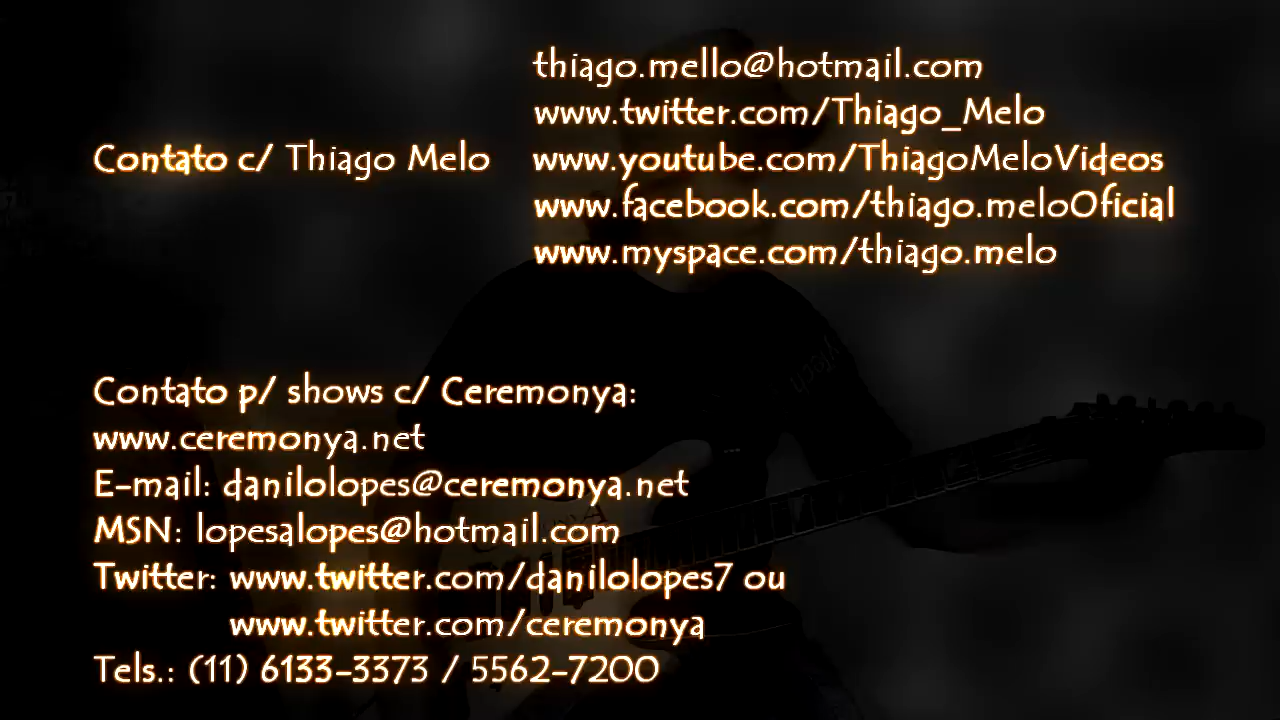 thiago.mello@hotmail.com
www.twitter.com/Thiago_Melo
Contato c/ Thiago Melo www.youtube.com/ThiagoMeloVideos
www.facebook.com/thiago.meloOficial
www.myspace.com/thiago.melo
Contato p/ shows c/ Ceremonya:
www.ceremonya.net
E-mail: danilolopes@ceremonya.net
MSN: lopesalopes@hotmail.com
Twitter: www.twitter.com/danilolopes7 ou
www.twitter.com/ceremonya
Tels.: (11) 6133-3373 / 5562-7200